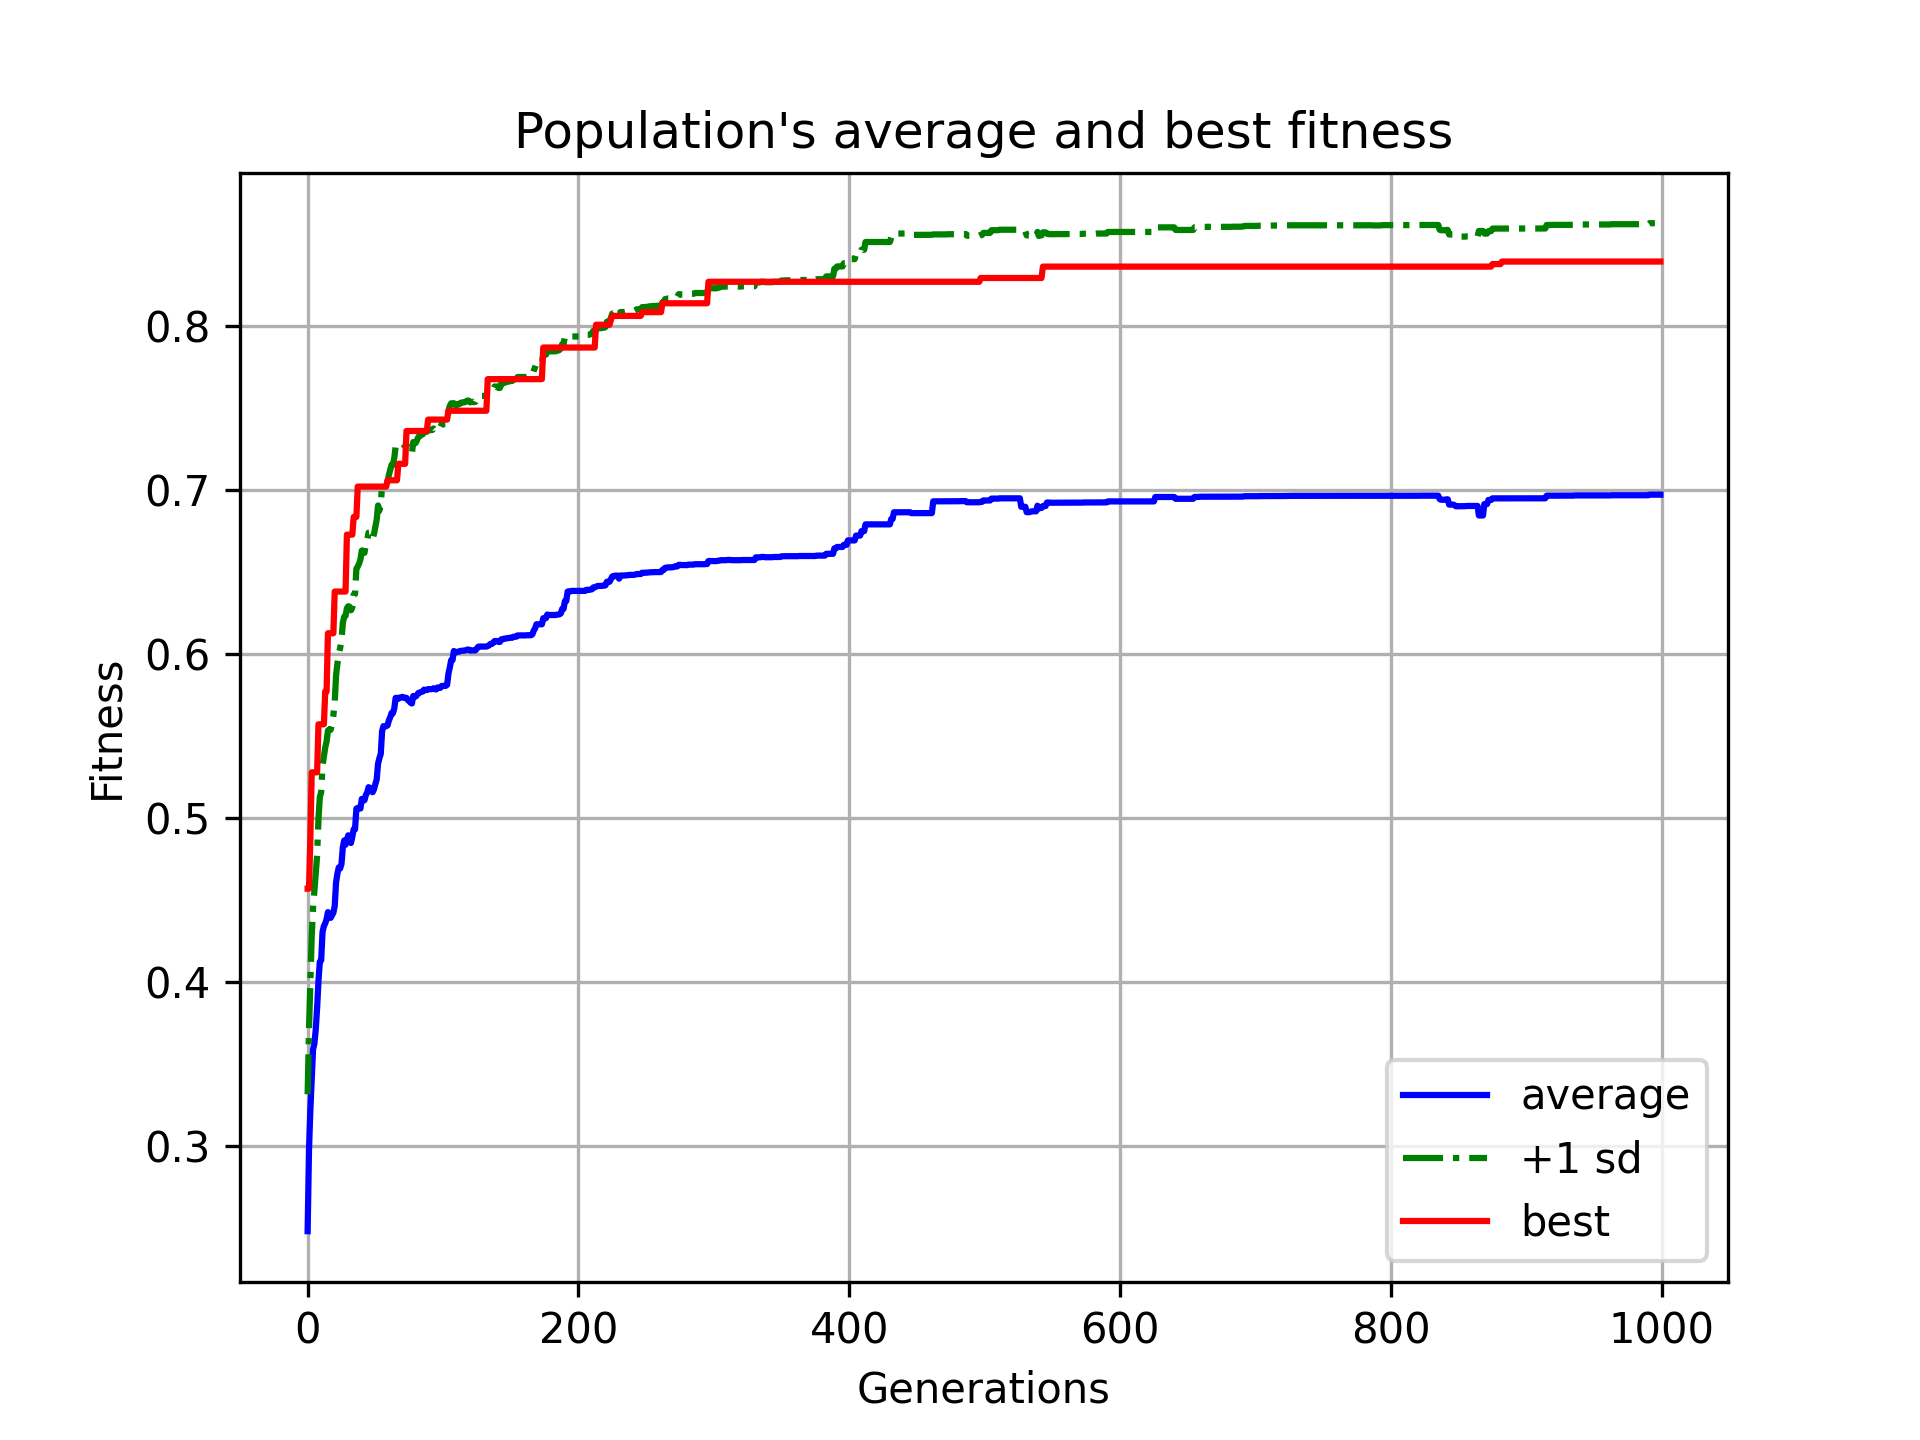 Population's average and best fitness
Fitness
0.8
0.7
0.6
0.5
0.4
0.3
0
200
400
600
800
1000
Generations
average
+1 sd
best